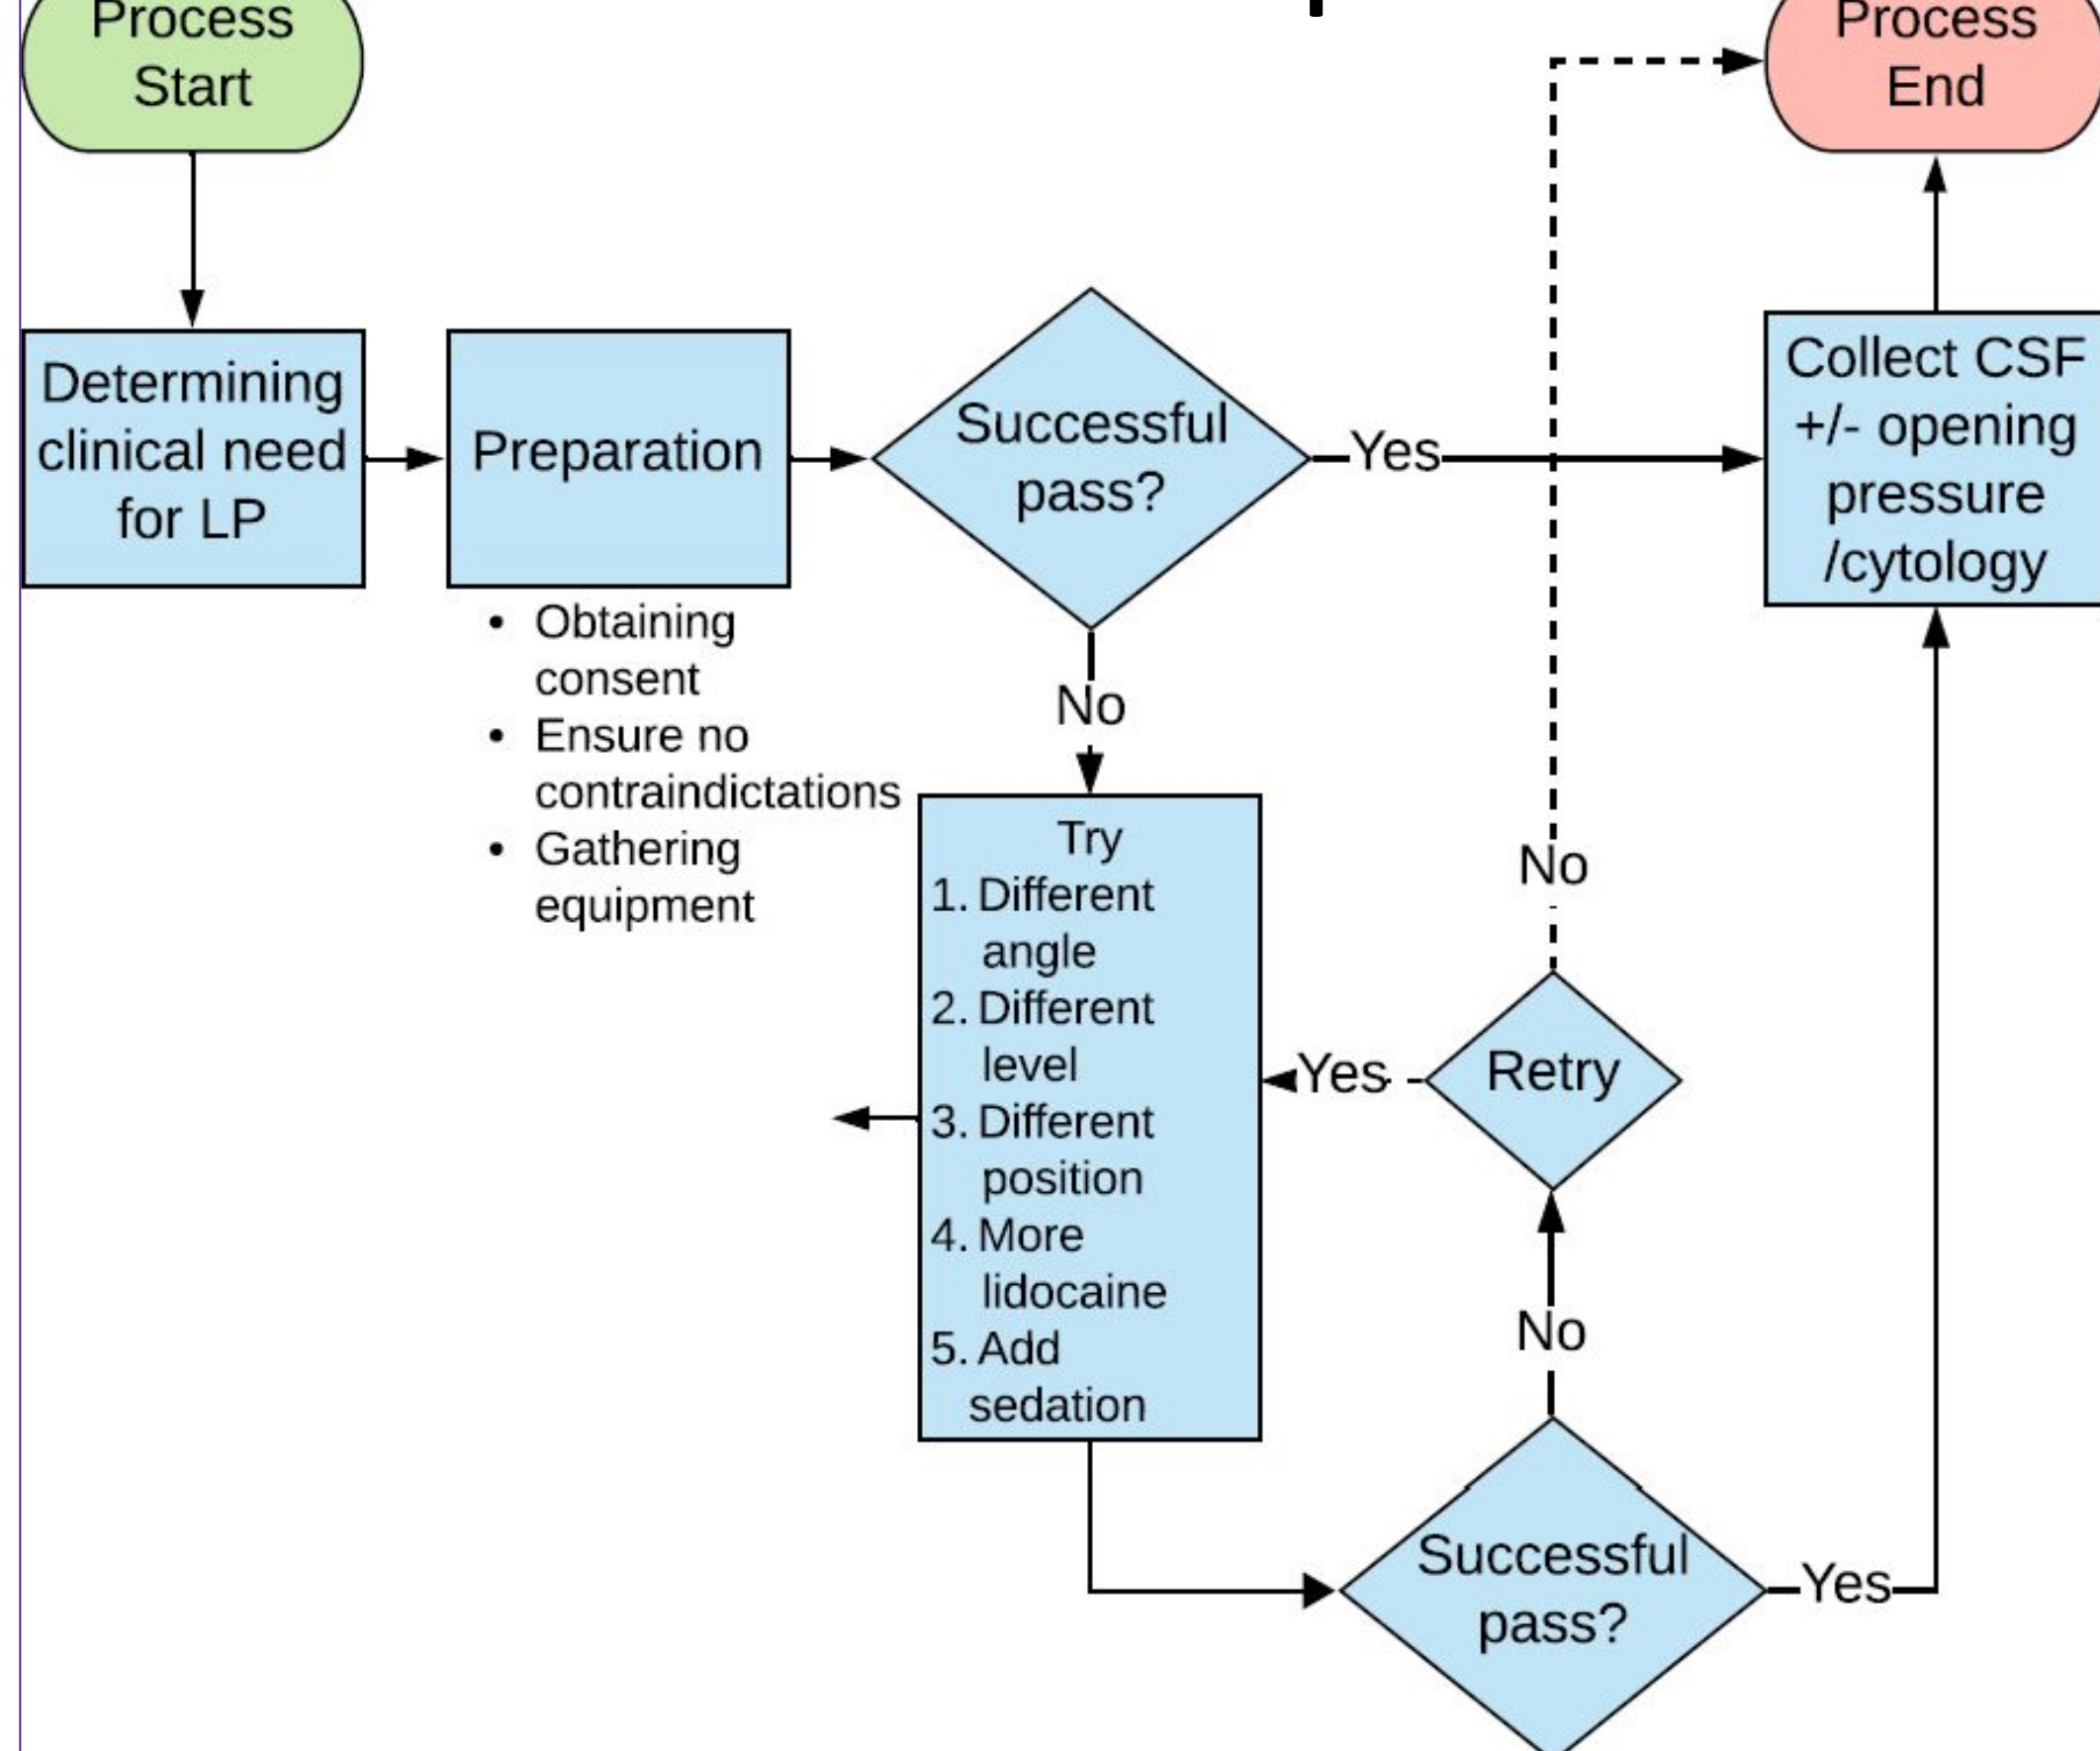 Process
Start
Process
End
Determining
clinical need
for LP
Preparation
Successful
pass?
Yes
Collect CSF
+/- opening
pressure
/cytology
• Obtaining
consent
• Ensure no
contraindictations
• Gathering
equipment
No
Try
1. Different
angle
2. Different
level
3. Different
position
4. More
lidocaine
5. Add
sedation
No
Yes
Retry
No
Successful
pass?
Yes